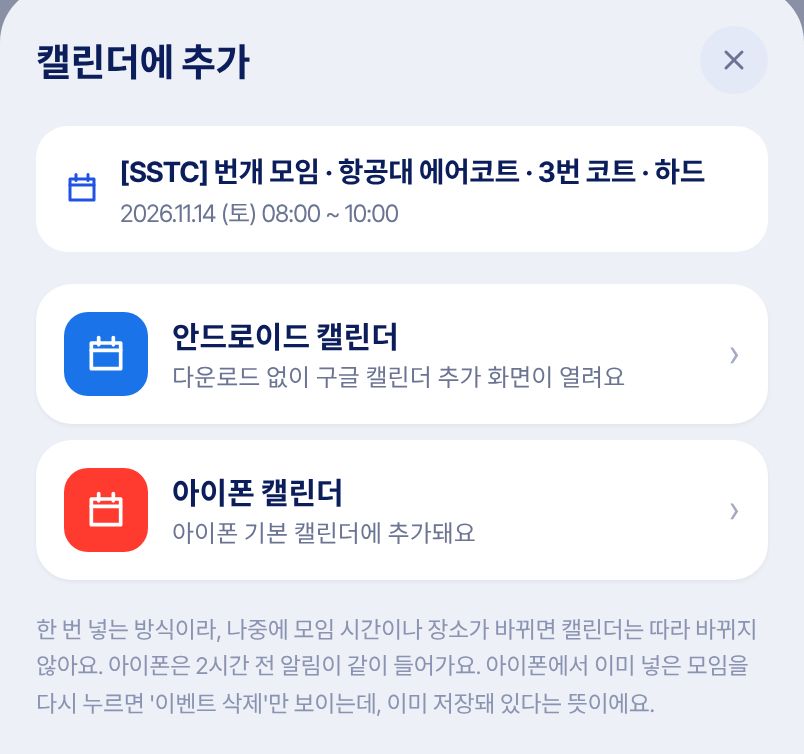 캘린더에 추가
[SSTC] 번개 모임 · 항공대 에어코트 · 3번 코트 · 하드
2026.11.14 (토) 08:00 ~ 10:00
안드로이드 캘린더
다운로드 없이 구글 캘린더 추가 화면이 열려요
아이폰 캘린더
아이폰 기본 캘린더에 추가돼요
한 번 넣는 방식이라, 나중에 모임 시간이나 장소가 바뀌면 캘린더는 따라 바뀌지
않아요. 아이폰은 2시간 전 알림이 같이 들어가요. 아이폰에서 이미 넣은 모임을
다시 누르면 '이벤트 삭제'만 보이는데, 이미 저장돼 있다는 뜻이에요.